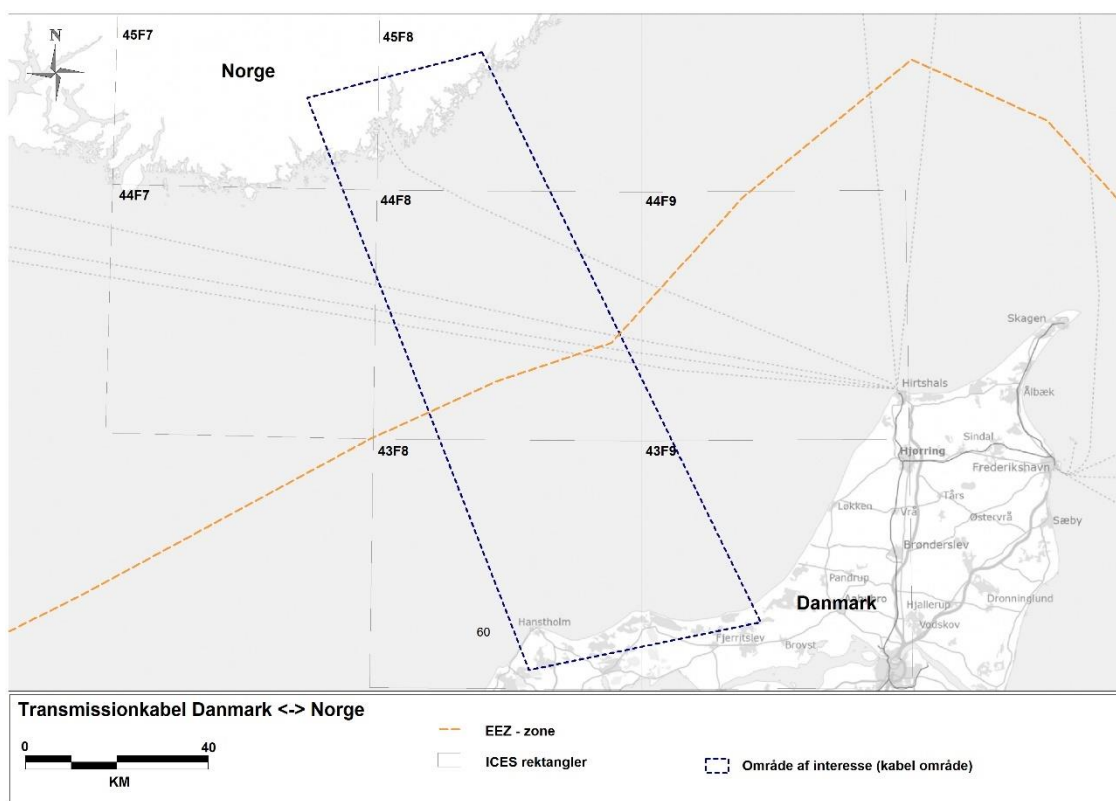 45F7
45F8
N
Norge
44F7
44F8
44F9
Skagen
Hirtshals
Ålbæk
43F8
43F9
Hjørring
Sindal
Frederikshavn
Løkken
Vrå
Tårs
Østervrå
Sæby
Brønderslev
Pandrup
Aabybro
Danmark
Hjallerup
Dronninglund
Hanstholm
60
Fjerritslev
Brovst
Vodskov
Transmissionkabel Danmark <-> Norge
0 40
KM
EEZ - zone
ICES rektangler
Område af interesse (kabel område)